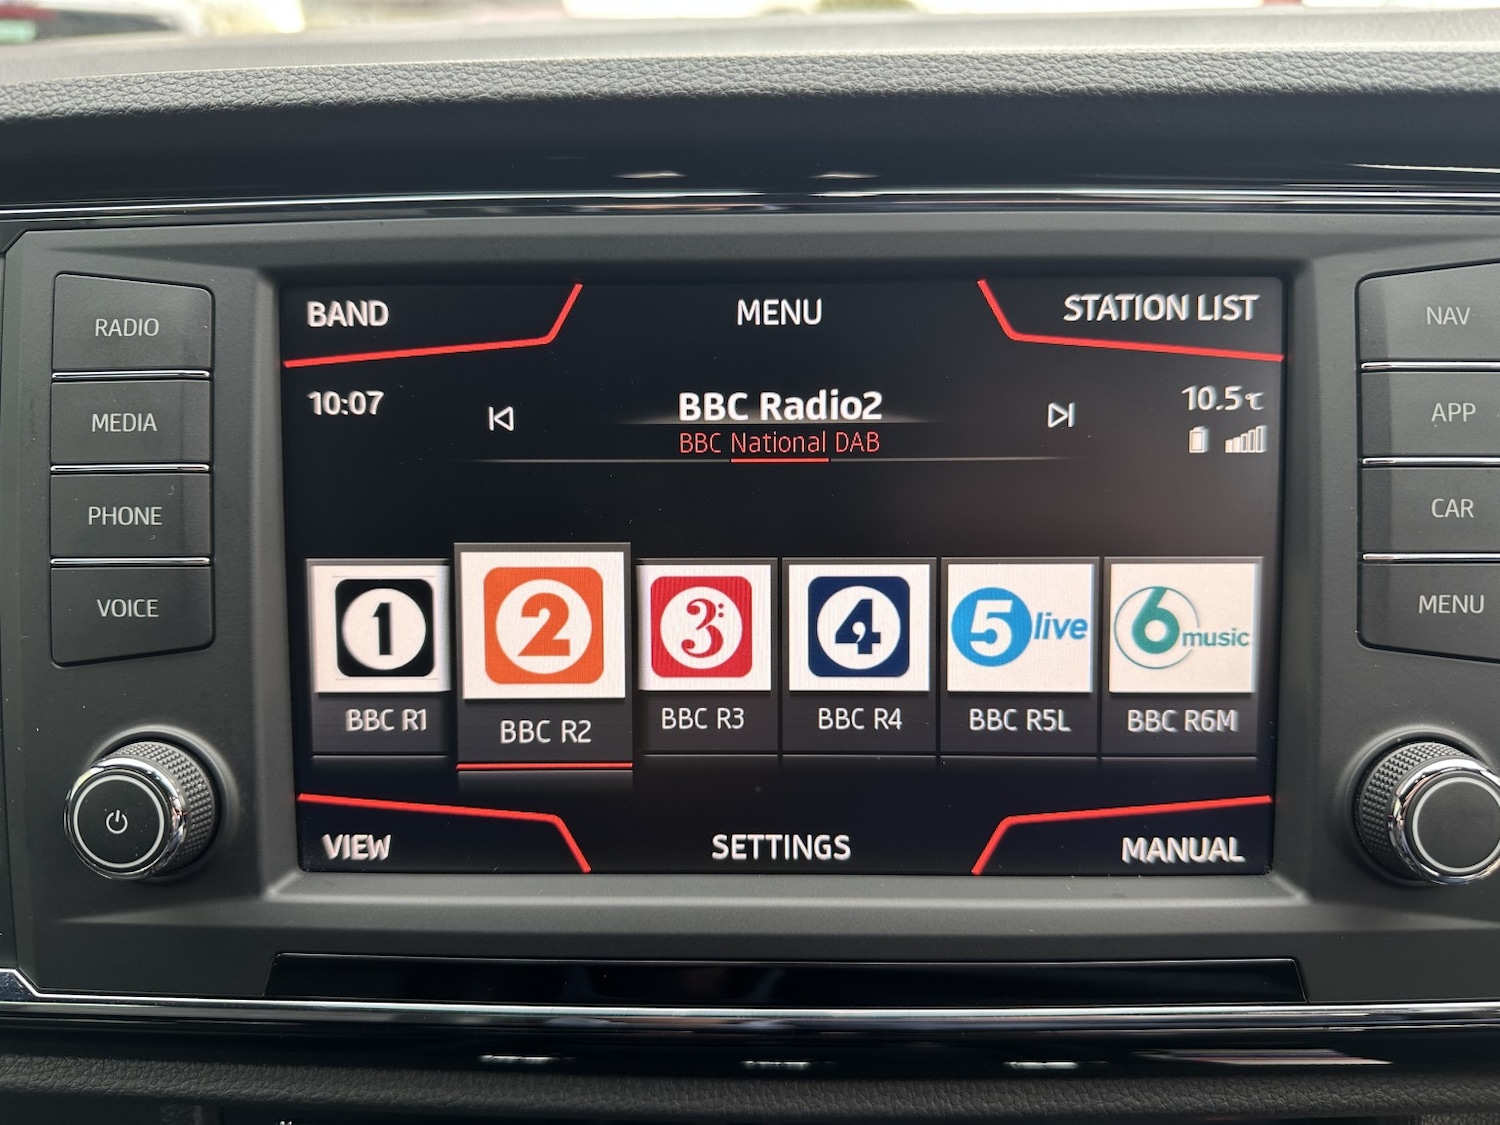 BAND
MENU
STATION LIST
10:07
BBC Radio2
10.5℃
BBC National DAB
RADIO
MEDIA
PHONE
VOICE
1
2
3
4
5 live
6 music
BBC R1
BBC R2
BBC R3
BBC R4
BBC R5L
BBC R6M
VIEW
SETTINGS
MANUAL
NAV
APP
CAR
MENU